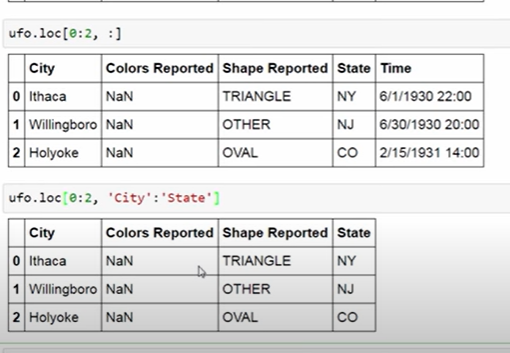 ufo.loc[0:2, :]
City Colors Reported Shape Reported State Time
0 Ithaca NaN TRIANGLE NY 6/1/1930 22:00
1 Willingboro NaN OTHER NJ 6/30/1930 20:00
2 Holyoke NaN OVAL CO 2/15/1931 14:00
ufo.loc[0:2, 'City':'State']
City Colors Reported Shape Reported State
0 Ithaca NaN TRIANGLE NY
1 Willingboro NaN OTHER NJ
2 Holyoke NaN OVAL CO